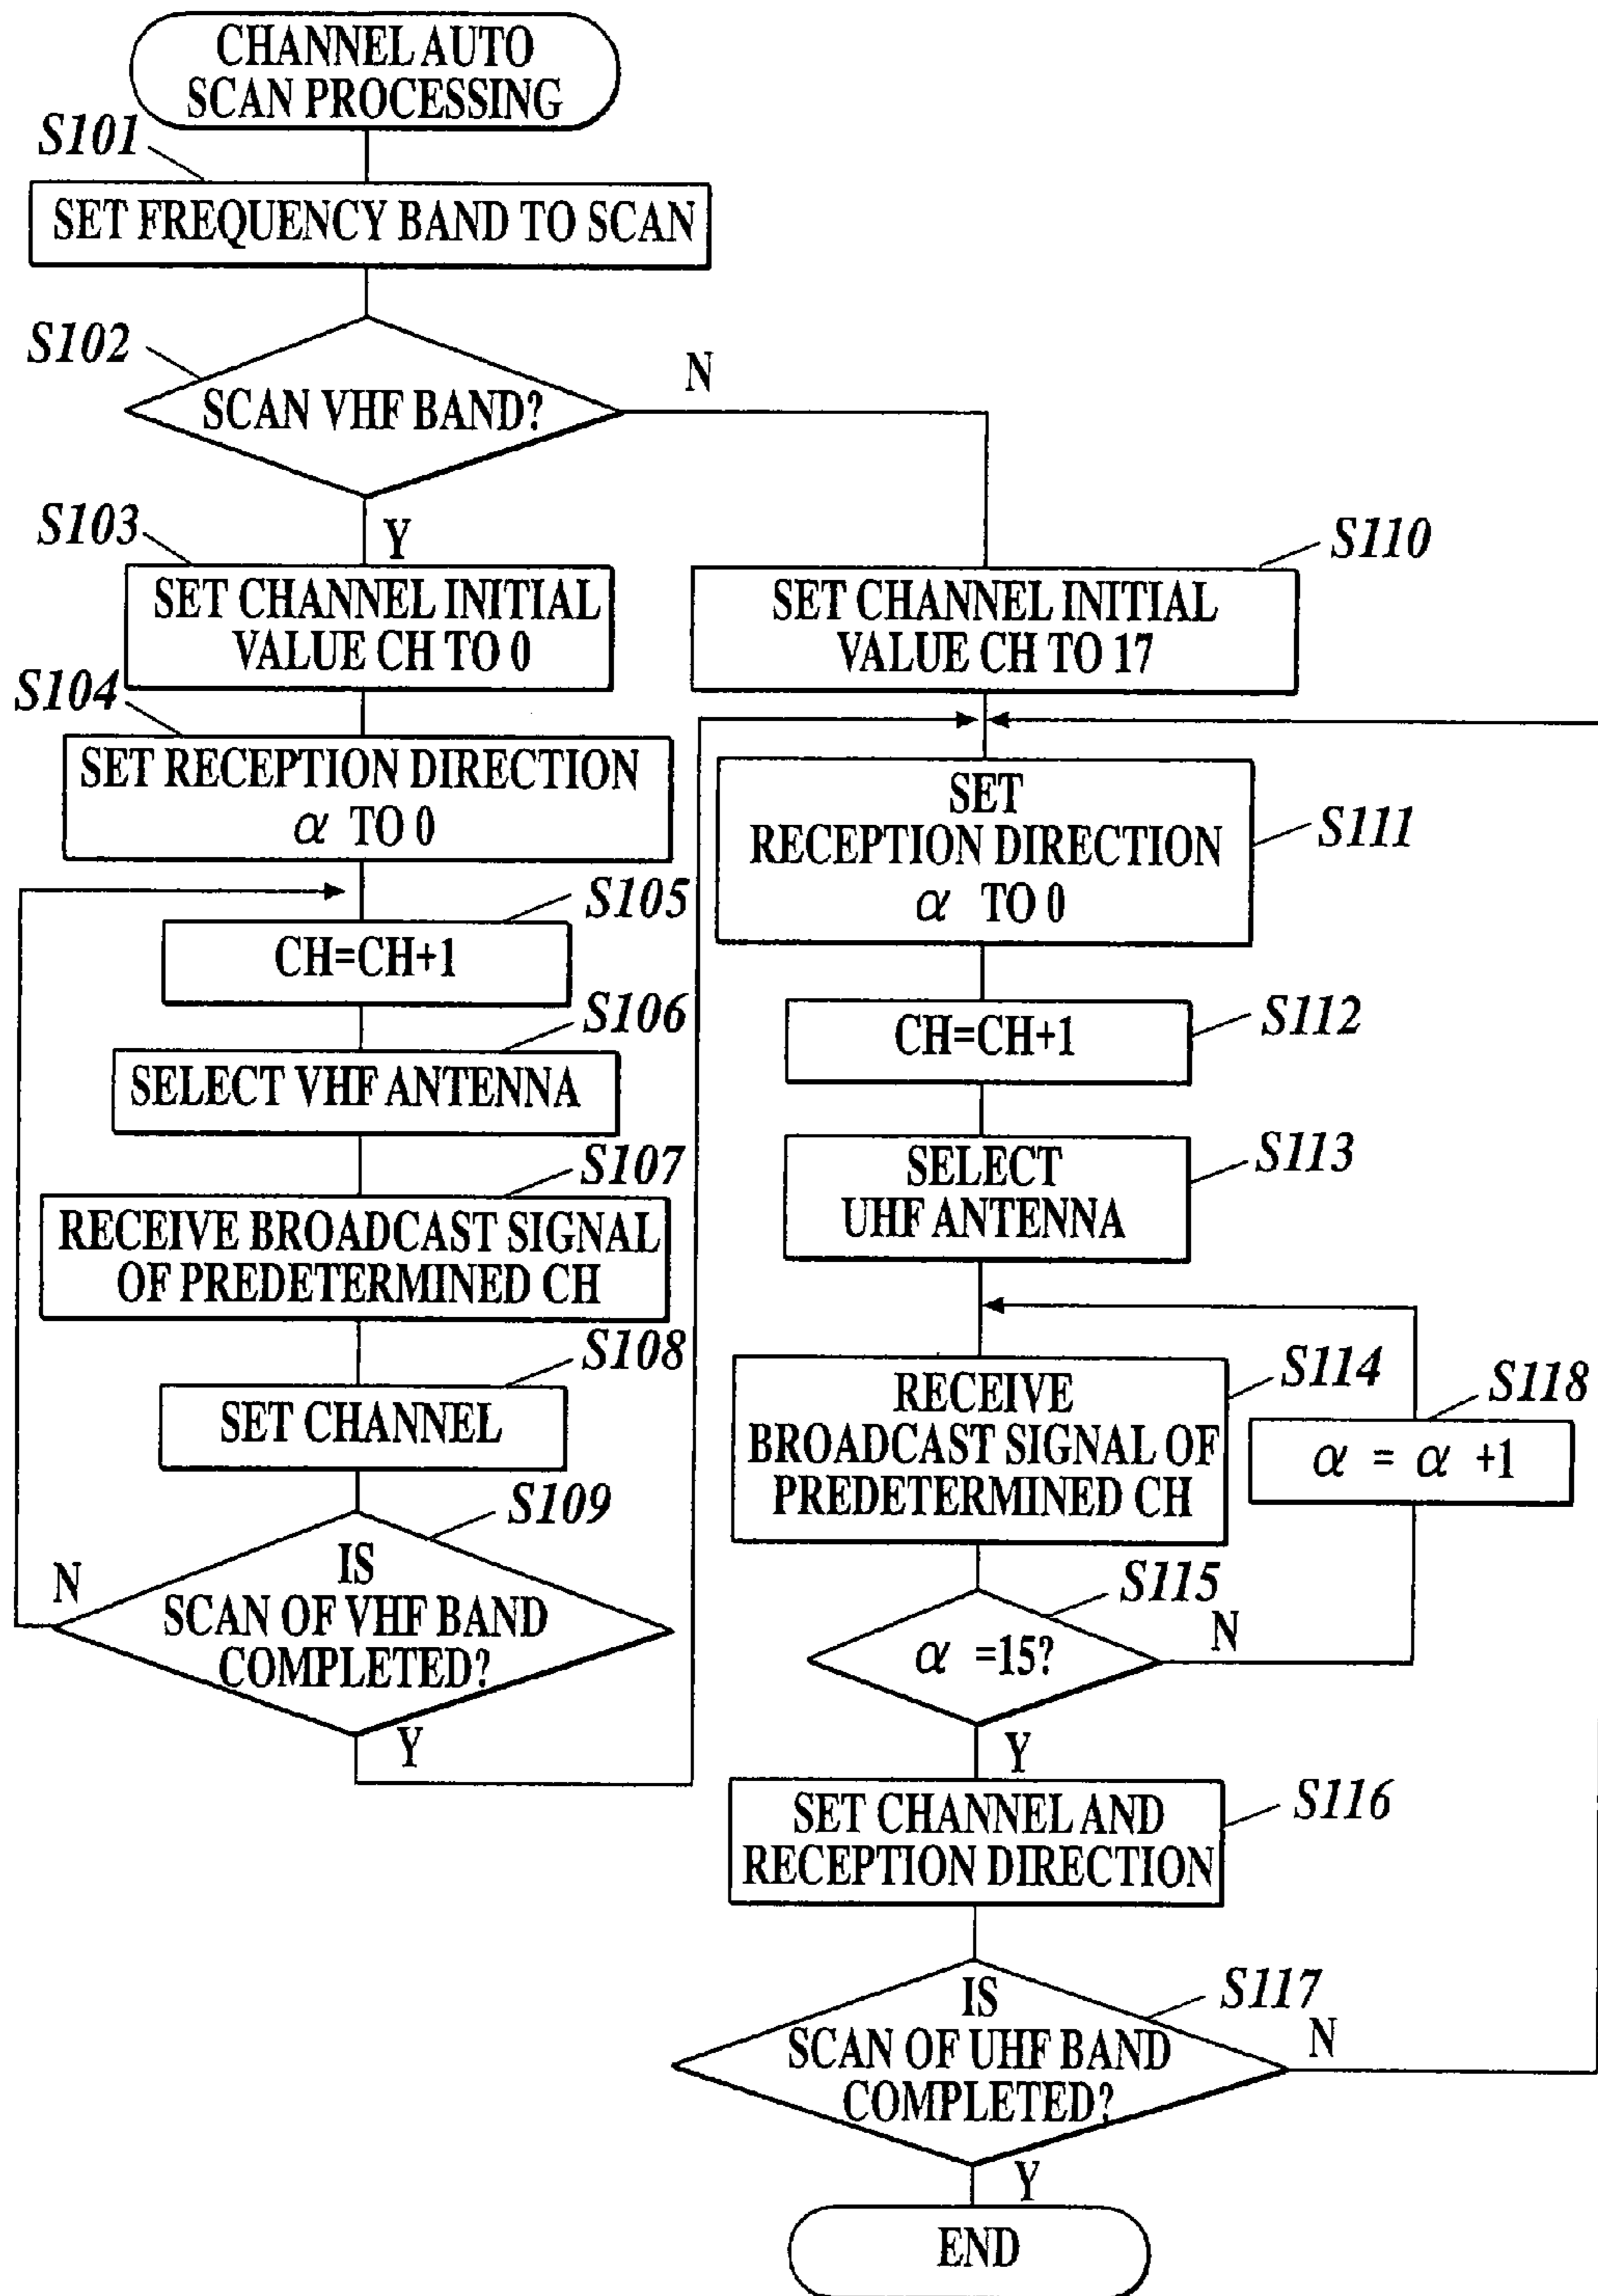 CHANNEL AUTO
SCAN PROCESSING
S101
SET FREQUENCY BAND TO SCAN
S102
SCAN VHF BAND?
N
Y
S103
SET CHANNEL INITIAL
VALUE CH TO 0
S104
SET RECEPTION DIRECTION
α TO 0
S105
CH=CH+1
S106
SELECT VHF ANTENNA
S107
RECEIVE BROADCAST SIGNAL
OF PREDETERMINED CH
S108
SET CHANNEL
S109
IS
SCAN OF VHF BAND
COMPLETED?
N
Y
S110
SET CHANNEL INITIAL
VALUE CH TO 17
S111
SET
RECEPTION DIRECTION
α TO 0
S112
CH=CH+1
S113
SELECT
UHF ANTENNA
S114
RECEIVE
BROADCAST SIGNAL OF
PREDETERMINED CH
S118
α = α +1
S115
α =15?
N
Y
S116
SET CHANNEL AND
RECEPTION DIRECTION
S117
IS
SCAN OF UHF BAND
COMPLETED?
N
Y
END